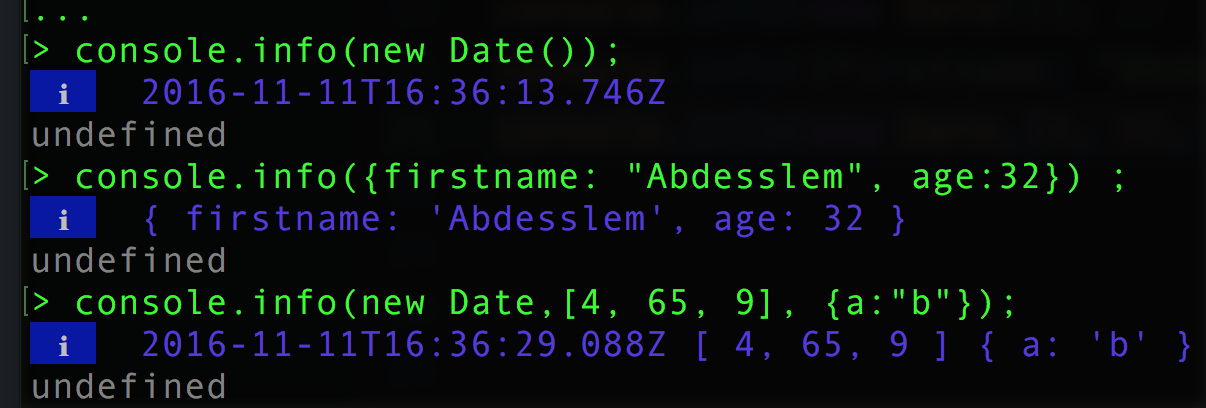 ...
> console.info(new Date());
i 2016-11-11T16:36:13.746Z
undefined
> console.info({firstname: "Abdesslem", age:32}) ;
i { firstname: 'Abdesslem', age: 32 }
undefined
> console.info(new Date,[4, 65, 9], {a:"b"});
i 2016-11-11T16:36:29.088Z [ 4, 65, 9 ] { a: 'b' }
undefined